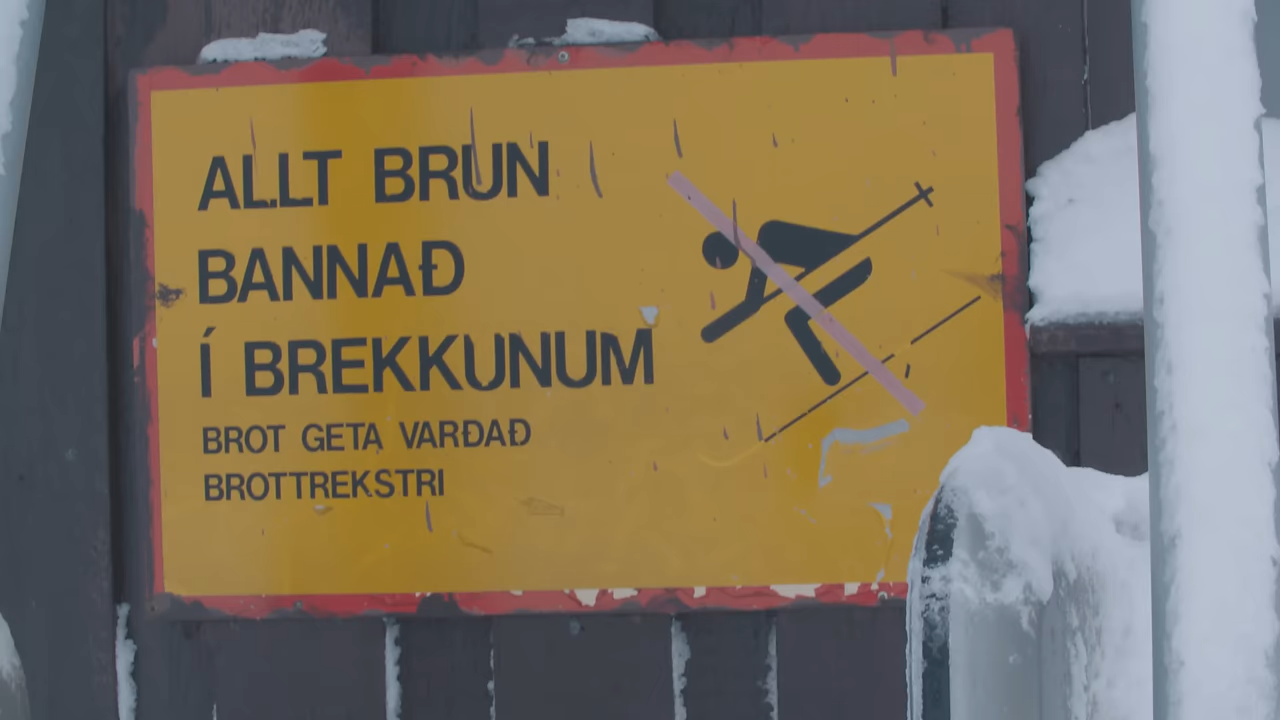 ALLT BRUN
BANNAÐ
Í BREKKUNUM
BROT GETA VARÐAÐ
BROTTREKSTRI